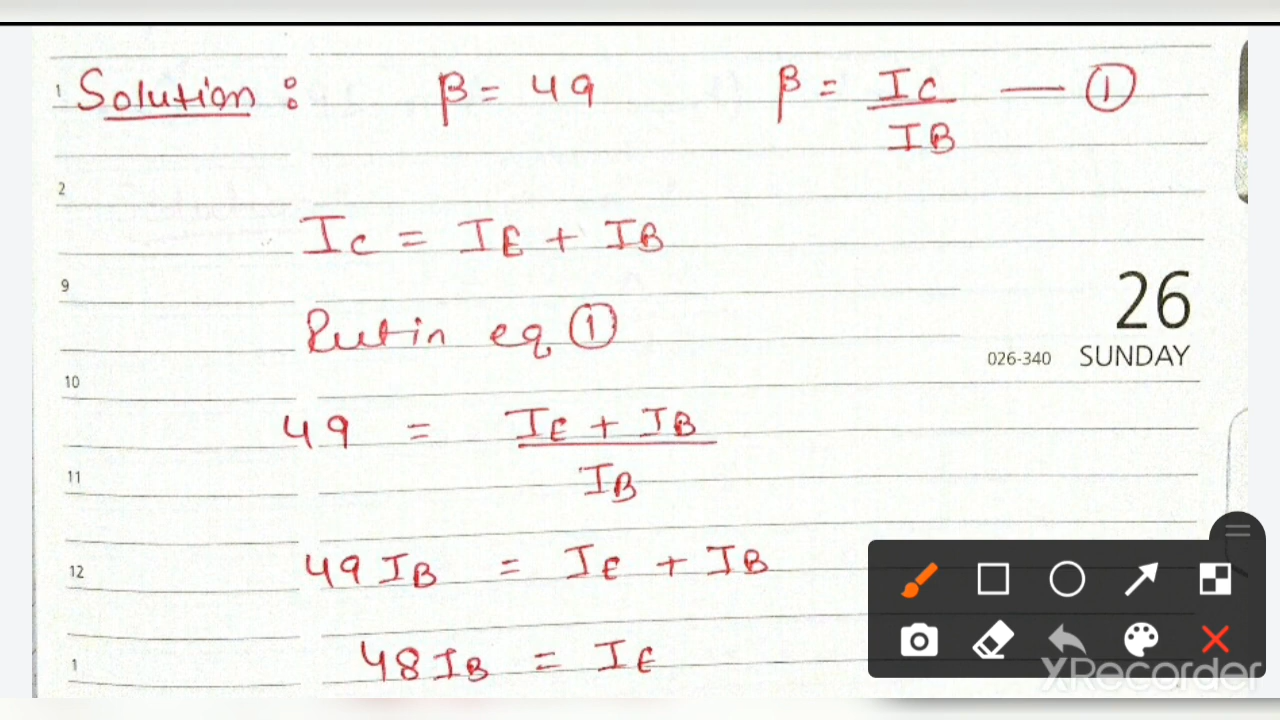 1 Solution : β = 49 β = IC / IB — ①
2
IC = IE + IB
9
Put in eq ①
26
026-340 SUNDAY
10
49 = IE + IB / IB
11
12
49 IB = IE + IB
1
48 IB = IE
XRecorder